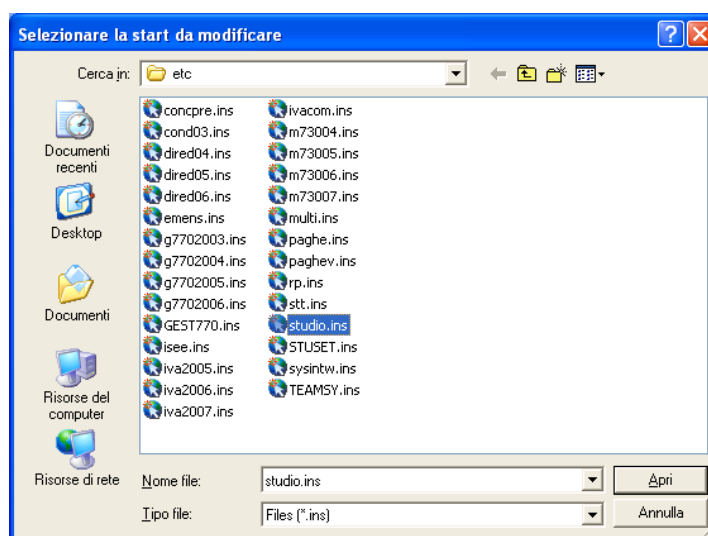 Selezionare la start da modificare
Cerca in: etc
Documenti recenti
Desktop
Documenti
Risorse del computer
Risorse di rete
concpre.ins
cond03.ins
dired04.ins
dired05.ins
dired06.ins
emens.ins
g7702003.ins
g7702004.ins
g7702005.ins
g7702006.ins
GEST770.ins
isee.ins
iva2005.ins
iva2006.ins
iva2007.ins
ivacom.ins
m73004.ins
m73005.ins
m73006.ins
m73007.ins
multi.ins
paghe.ins
paghev.ins
rp.ins
stt.ins
studio.ins
STUSET.ins
sysintw.ins
TEAMSY.ins
Nome file: studio.ins Apri
Tipo file: Files (*.ins) Annulla